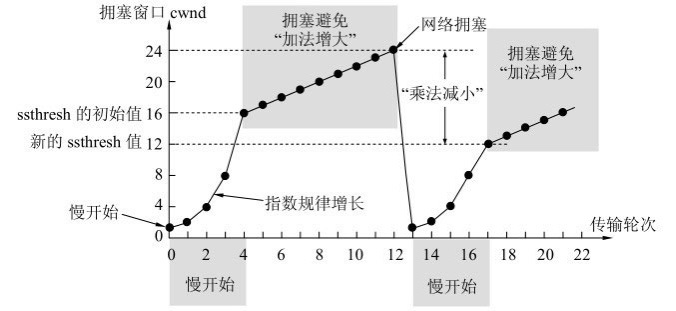 拥塞窗口 cwnd
拥塞避免
“加法增大”
网络拥塞
拥塞避免
“加法增大”
“乘法减小”
24
20
ssthresh 的初始值 16
新的 ssthresh 值 12
8
4
0
慢开始
指数规律增长
传输轮次
0 2 4 6 8 10 12 14 16 18 20 22
慢开始
慢开始